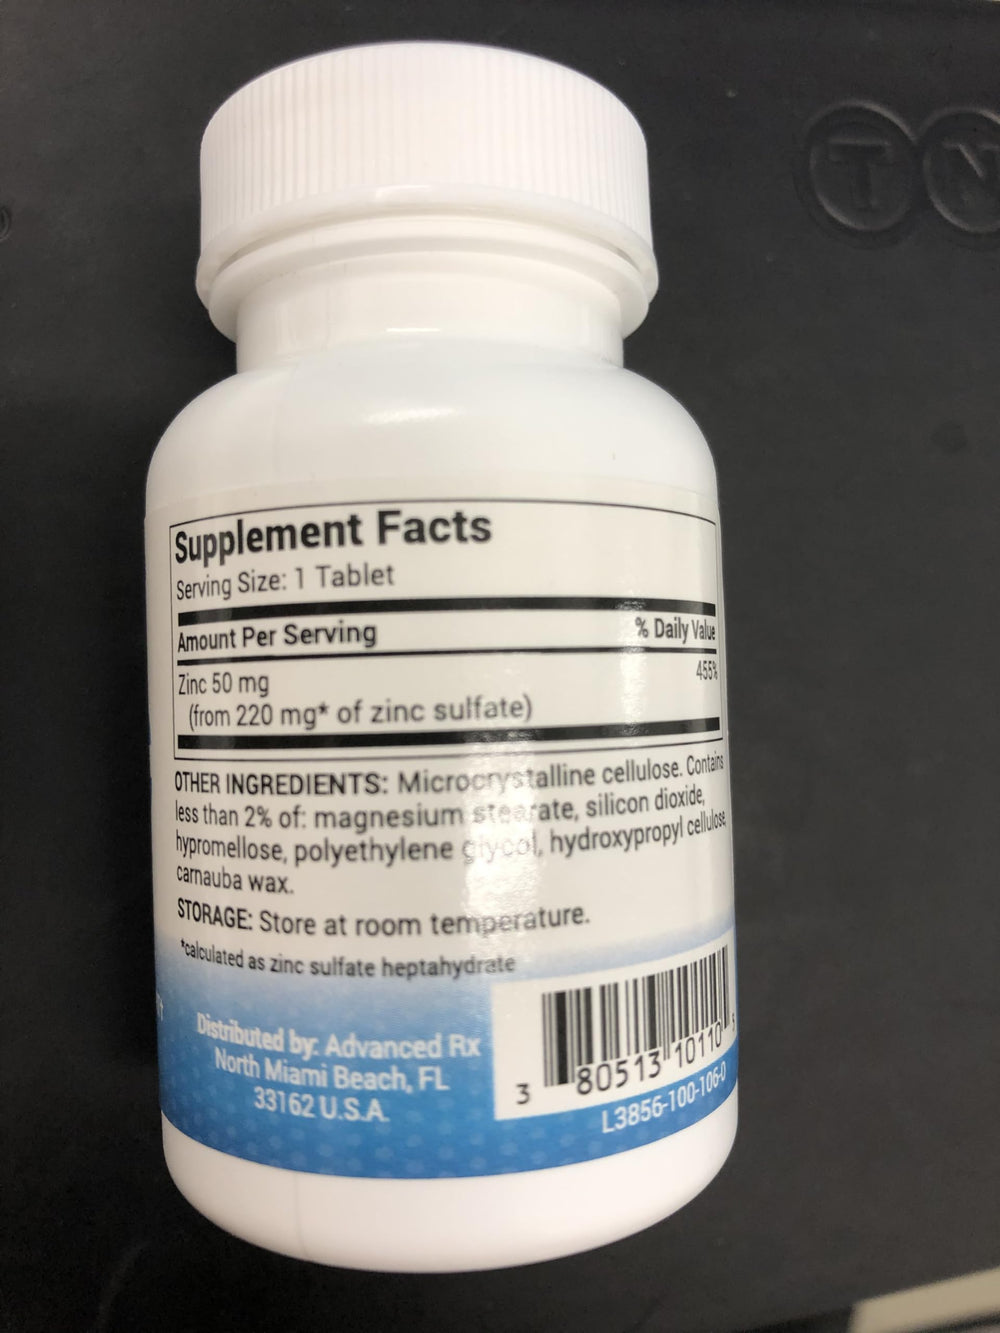 Supplement Facts
Serving Size: 1 Tablet
Amount Per Serving % Daily Value
Zinc 50 mg 455%
(from 220 mg* of zinc sulfate)
OTHER INGREDIENTS: Microcrystalline cellulose. Contains
less than 2% of: magnesium stearate, silicon dioxide,
hypromellose, polyethylene glycol, hydroxypropyl cellulose,
carnauba wax.
STORAGE: Store at room temperature.
*calculated as zinc sulfate heptahydrate
Distributed by: Advanced Rx
North Miami Beach, FL
33162 U.S.A.
3 80513 10110 5
L3856-100-106-0
T N